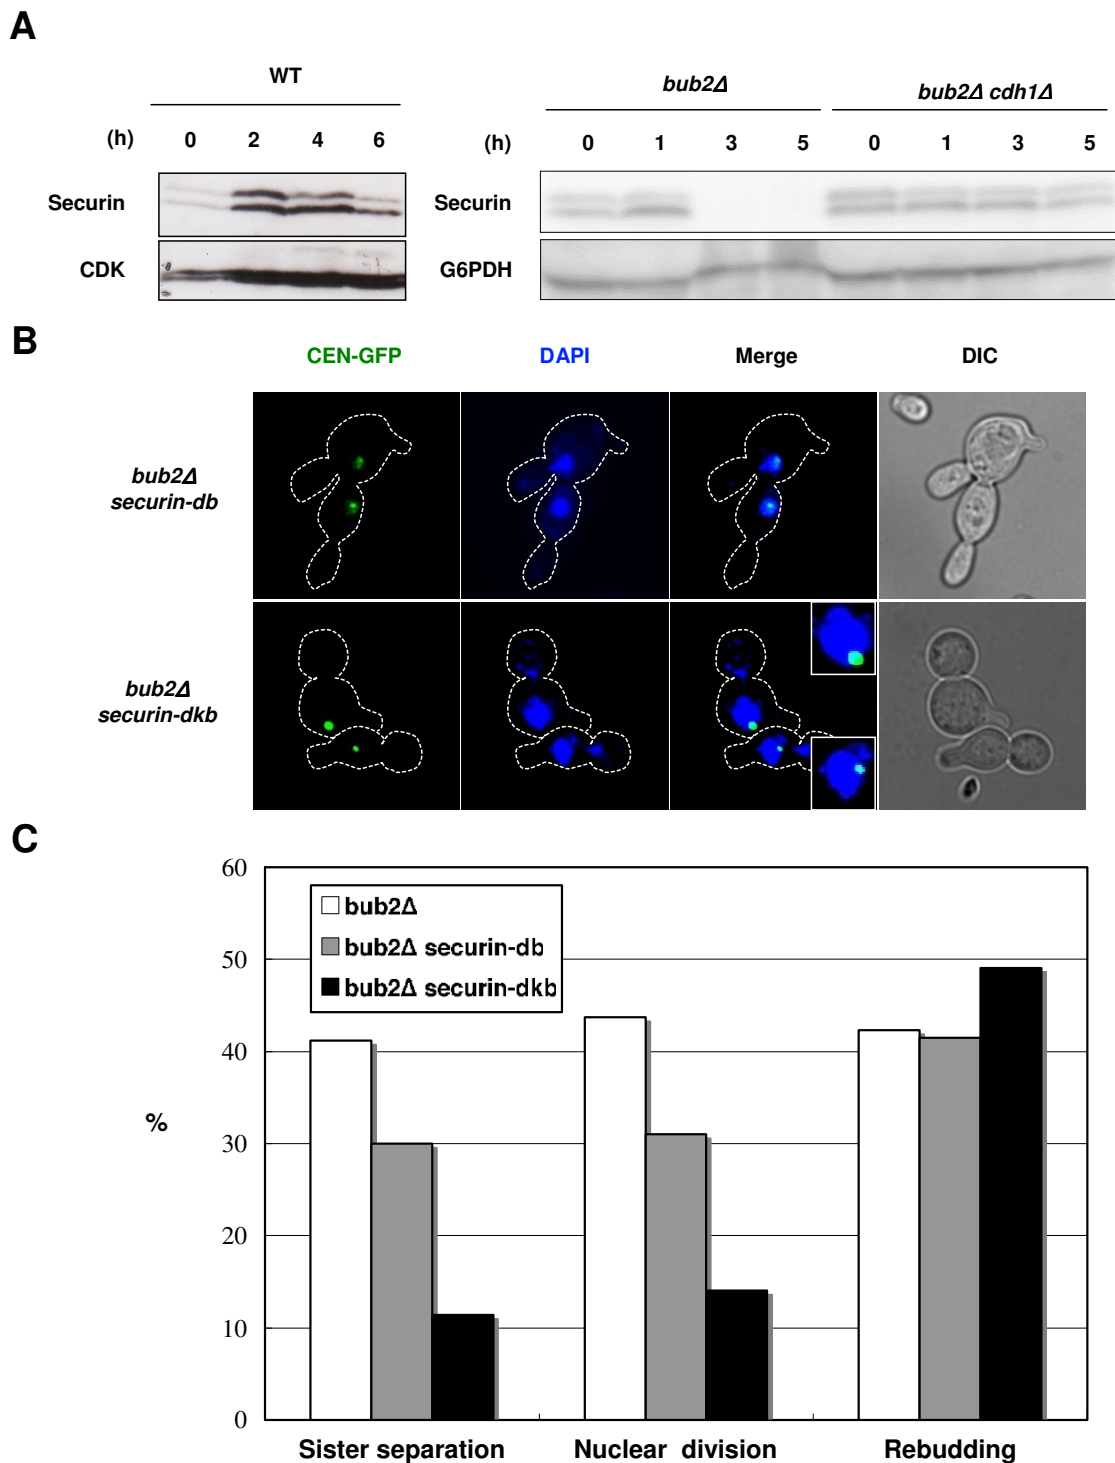 A
WT
bub2Δ
bub2Δ cdh1Δ
(h) 0 2 4 6
(h) 0 1 3 5 0 1 3 5
Securin
Securin
CDK
G6PDH
B
CEN-GFP DAPI Merge DIC
bub2Δ
securin-db
bub2Δ
securin-dkb
C
60
50
40
30
20
10
0
%
bub2Δ
bub2Δ securin-db
bub2Δ securin-dkb
Sister separation Nuclear division Rebudding